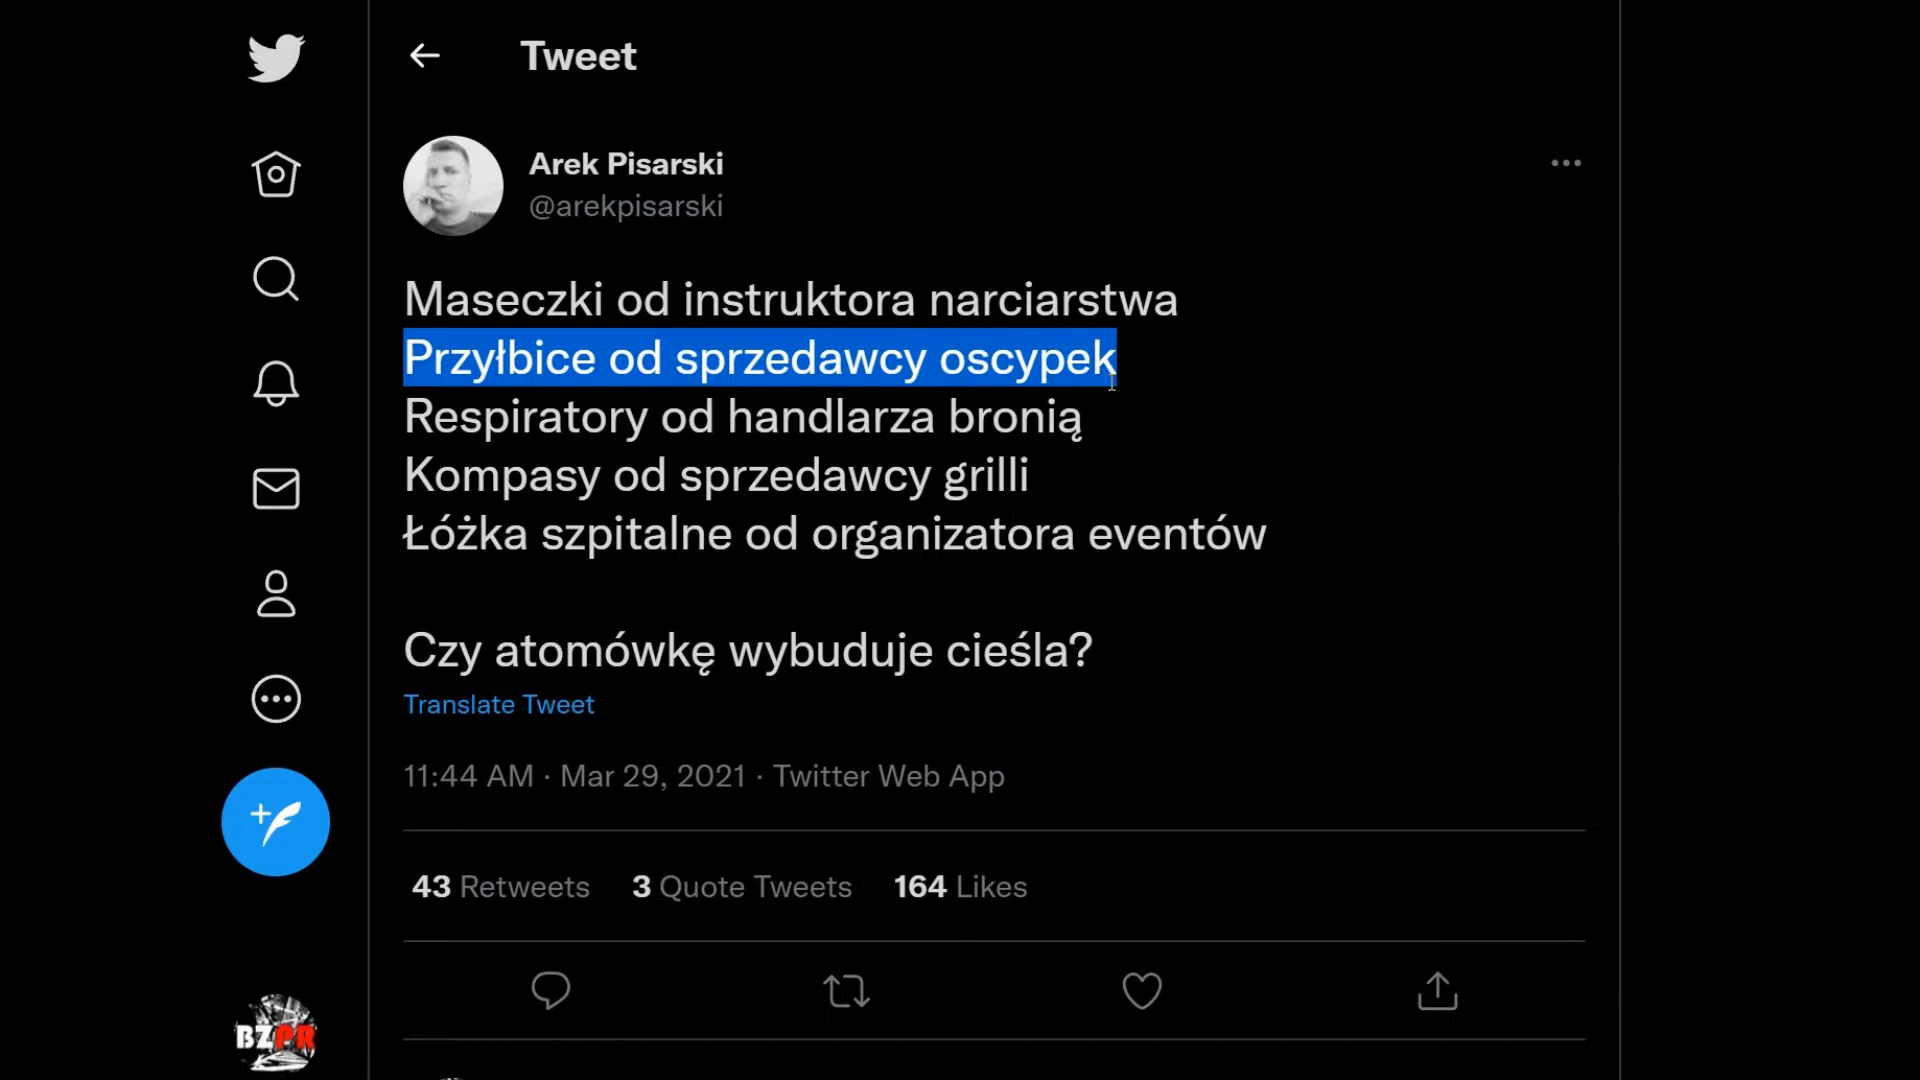 Tweet
Arek Pisarski
@arekpisarski
Maseczki od instruktora narciarstwa
Przyłbice od sprzedawcy oscypek
Respiratory od handlarza bronią
Kompasy od sprzedawcy grilli
Łóżka szpitalne od organizatora eventów
Czy atomówkę wybuduje cieśla?
Translate Tweet
11:44 AM · Mar 29, 2021 · Twitter Web App
43 Retweets 3 Quote Tweets 164 Likes
BZPR